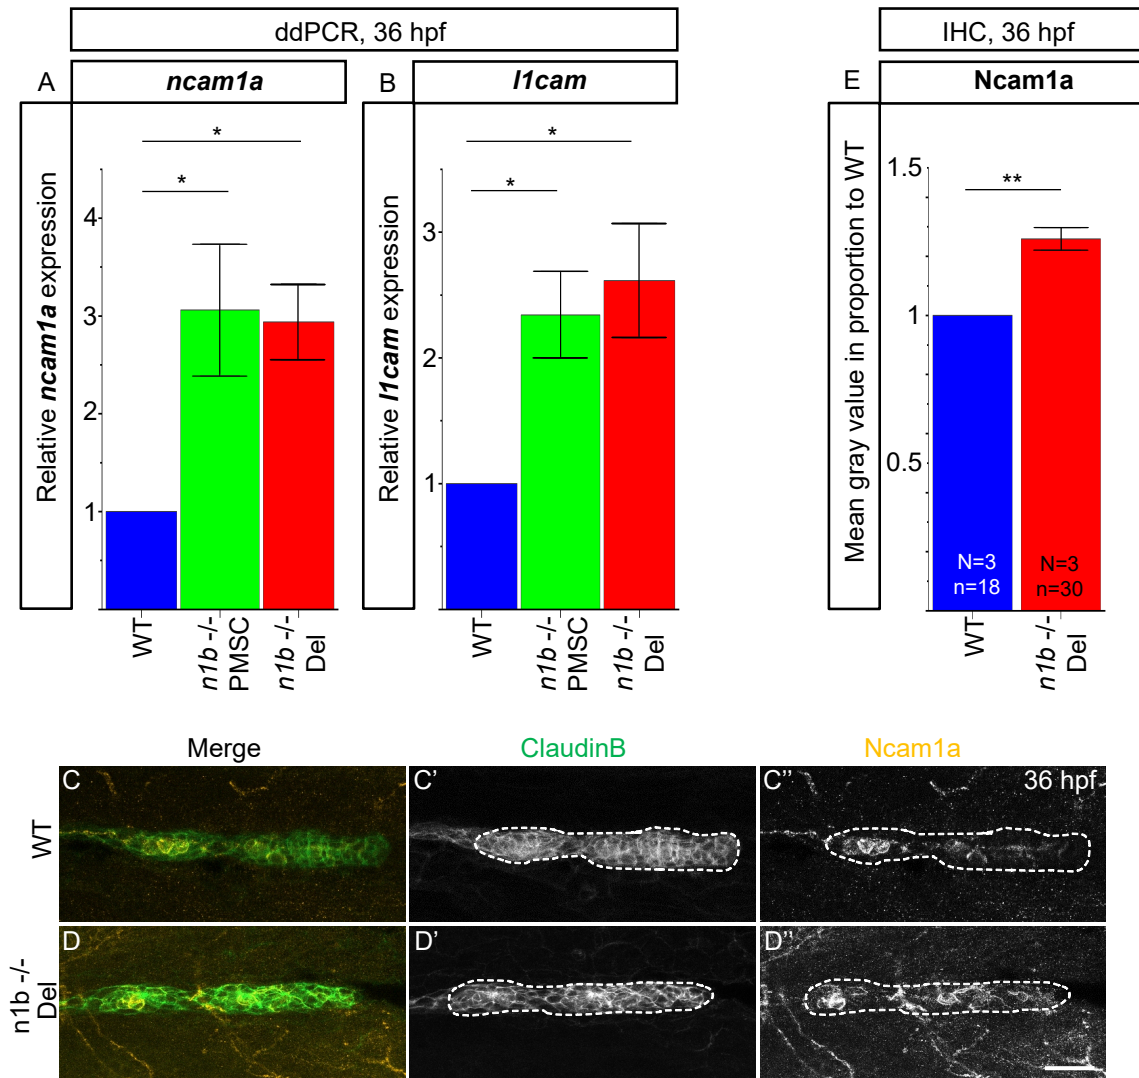 ddPCR, 36 hpf
A
ncam1a
B
l1cam
Relative ncam1a expression
4
3
2
1
*
*
WT
n1b -/-
PMSC
n1b -/-
Del
Relative l1cam expression
3
2
1
*
*
WT
n1b -/-
PMSC
n1b -/-
Del
IHC, 36 hpf
E
Ncam1a
Mean gray value in proportion to WT
1.5
1
0.5
**
N=3
n=18
N=3
n=30
WT
n1b -/-
Del
Merge
ClaudinB
Ncam1a
WT
C
C'
C''
36 hpf
n1b -/-
Del
D
D'
D''